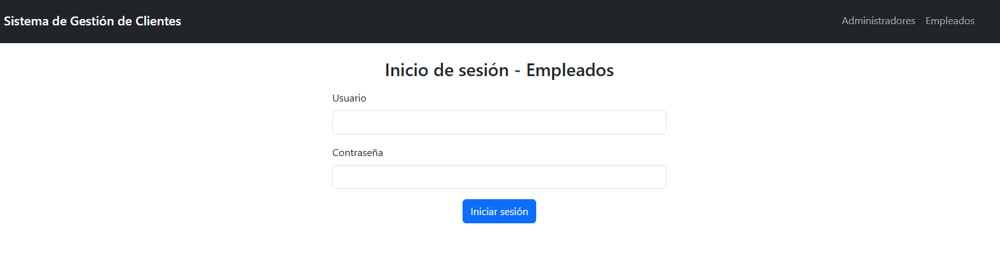 Sistema de Gestión de Clientes
Administradores Empleados
Inicio de sesión - Empleados
Usuario
Contraseña
Iniciar sesión